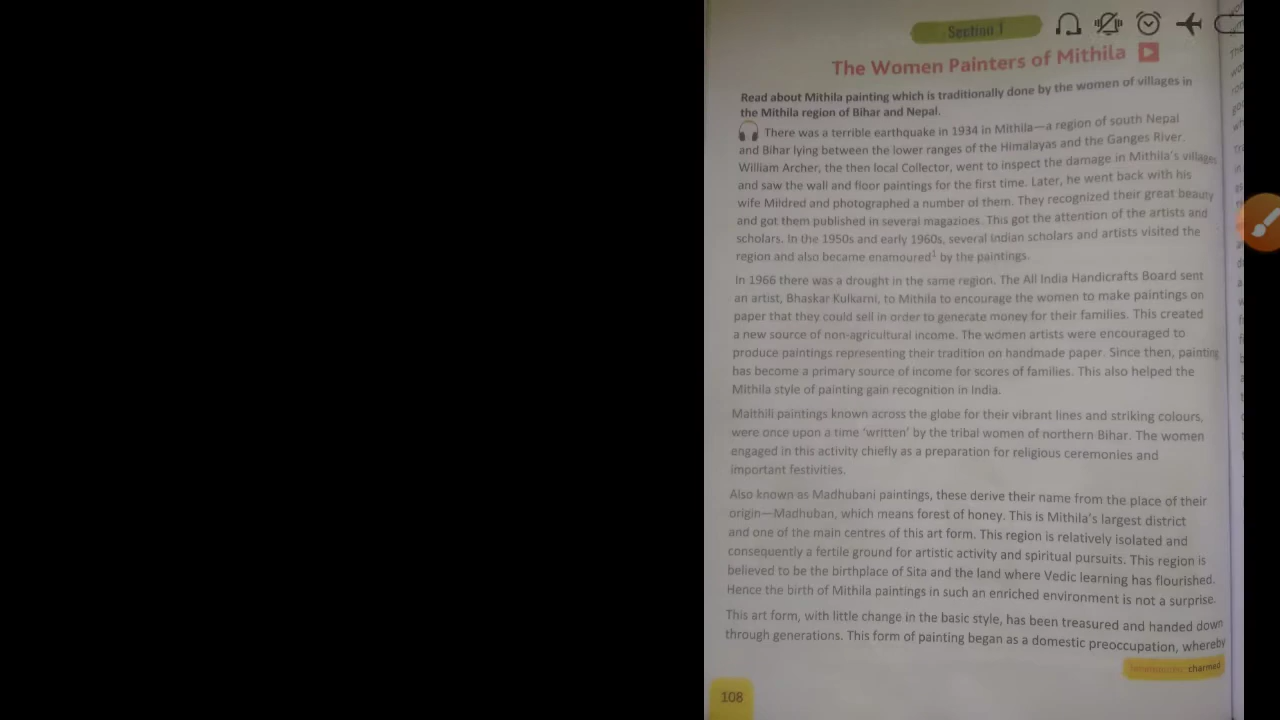 Section 1
The Women Painters of Mithila
Read about Mithila painting which is traditionally done by the women of villages in
the Mithila region of Bihar and Nepal.
There was a terrible earthquake in 1934 in Mithila—a region of south Nepal
and Bihar lying between the lower ranges of the Himalayas and the Ganges River.
William Archer, the then local Collector, went to inspect the damage in Mithila's villages
and saw the wall and floor paintings for the first time. Later, he went back with his
wife Mildred and photographed a number of them. They recognized their great beauty
and got them published in several magazines. This got the attention of the artists and
scholars. In the 1950s and early 1960s, several Indian scholars and artists visited the
region and also became enamoured¹ by the paintings.
In 1966 there was a drought in the same region. The All India Handicrafts Board sent
an artist, Bhaskar Kulkarni, to Mithila to encourage the women to make paintings on
paper that they could sell in order to generate money for their families. This created
a new source of non-agricultural income. The women artists were encouraged to
produce paintings representing their tradition on handmade paper. Since then, painting
has become a primary source of income for scores of families. This also helped the
Mithila style of painting gain recognition in India.
Maithili paintings known across the globe for their vibrant lines and striking colours,
were once upon a time 'written' by the tribal women of northern Bihar. The women
engaged in this activity chiefly as a preparation for religious ceremonies and
important festivities.
Also known as Madhubani paintings, these derive their name from the place of their
origin—Madhuban, which means forest of honey. This is Mithila's largest district
and one of the main centres of this art form. This region is relatively isolated and
consequently a fertile ground for artistic activity and spiritual pursuits. This region is
believed to be the birthplace of Sita and the land where Vedic learning has flourished.
Hence the birth of Mithila paintings in such an enriched environment is not a surprise.
This art form, with little change in the basic style, has been treasured and handed down
through generations. This form of painting began as a domestic preoccupation, whereby
charmed
108